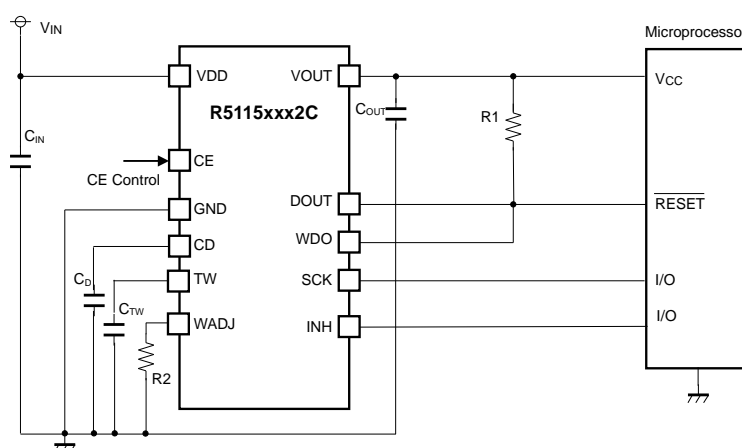 VIN
Microprocesso
VDD
VOUT
VCC
R5115xxx2C
COUT
R1
CIN
CE
CE Control
GND
DOUT
RESET
CD
WDO
CD
TW
SCK
I/O
CTW
WADJ
INH
I/O
R2